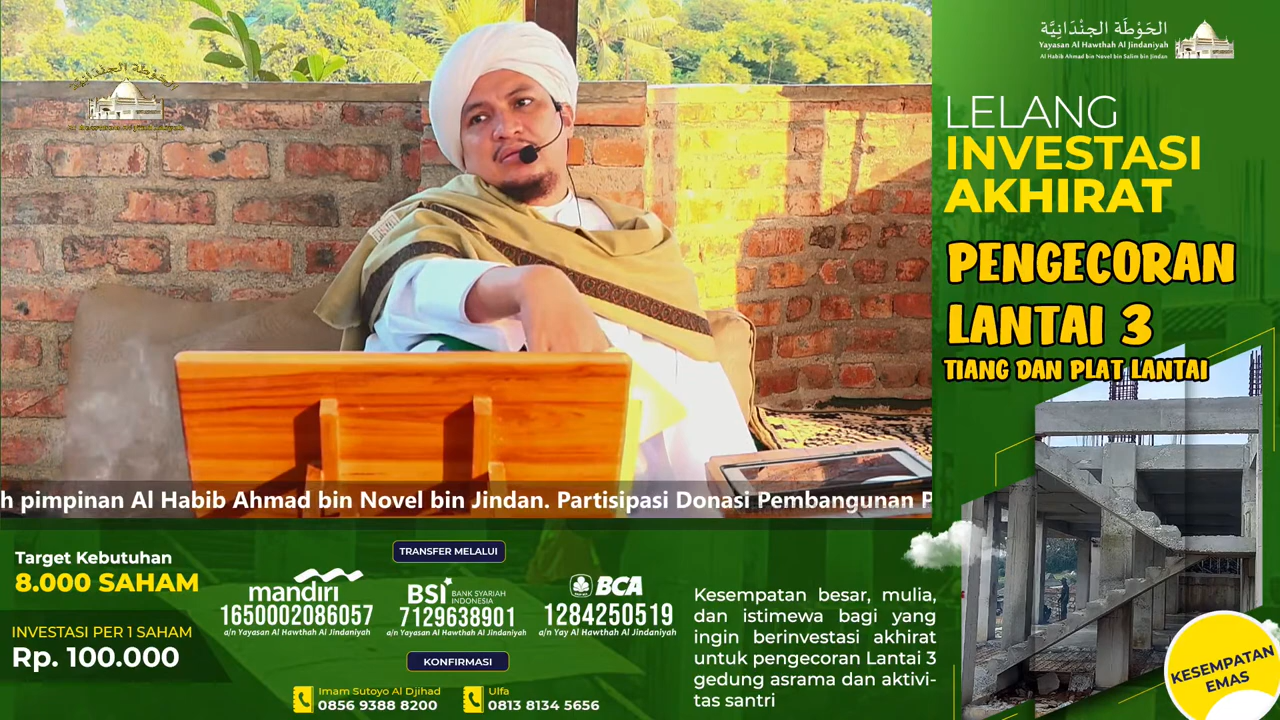 الحَوْطَة الجِنْدَانِيَّة
Yayasan Al Hawthah Al Jindaniyah
Al Habib Ahmad bin Novel bin Salim bin Jindan
LELANG
INVESTASI
AKHIRAT
PENGECORAN
LANTAI 3
TIANG DAN PLAT LANTAI
h pimpinan Al Habib Ahmad bin Novel bin Jindan. Partisipasi Donasi Pembangunan P
Target Kebutuhan
8.000 SAHAM
INVESTASI PER 1 SAHAM
Rp. 100.000
TRANSFER MELALUI
mandiri
1650002086057
a/n Yayasan Al Hawthah Al Jindaniyah
BSI BANK SYARIAH
INDONESIA
7129638901
a/n Yayasan Al Hawthah Al Jindaniyah
BCA
1284250519
a/n Yay Al Hawthah Al Jindaniyah
KONFIRMASI
Imam Sutoyo Al Djihad
0856 9388 8200
Ulfa
0813 8134 5656
Kesempatan besar, mulia,
dan istimewa bagi yang
ingin berinvestasi akhirat
untuk pengecoran Lantai 3
gedung asrama dan aktivi-
tas santri
KESEMPATAN
EMAS